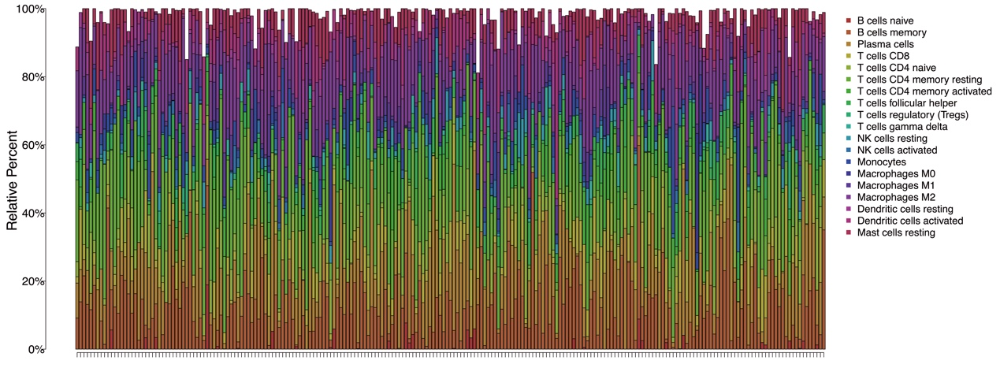 100%
80%
60%
40%
20%
0%
Relative Percent
B cells naive
B cells memory
Plasma cells
T cells CD8
T cells CD4 naive
T cells CD4 memory resting
T cells CD4 memory activated
T cells follicular helper
T cells regulatory (Tregs)
T cells gamma delta
NK cells resting
NK cells activated
Monocytes
Macrophages M0
Macrophages M1
Macrophages M2
Dendritic cells resting
Dendritic cells activated
Mast cells resting